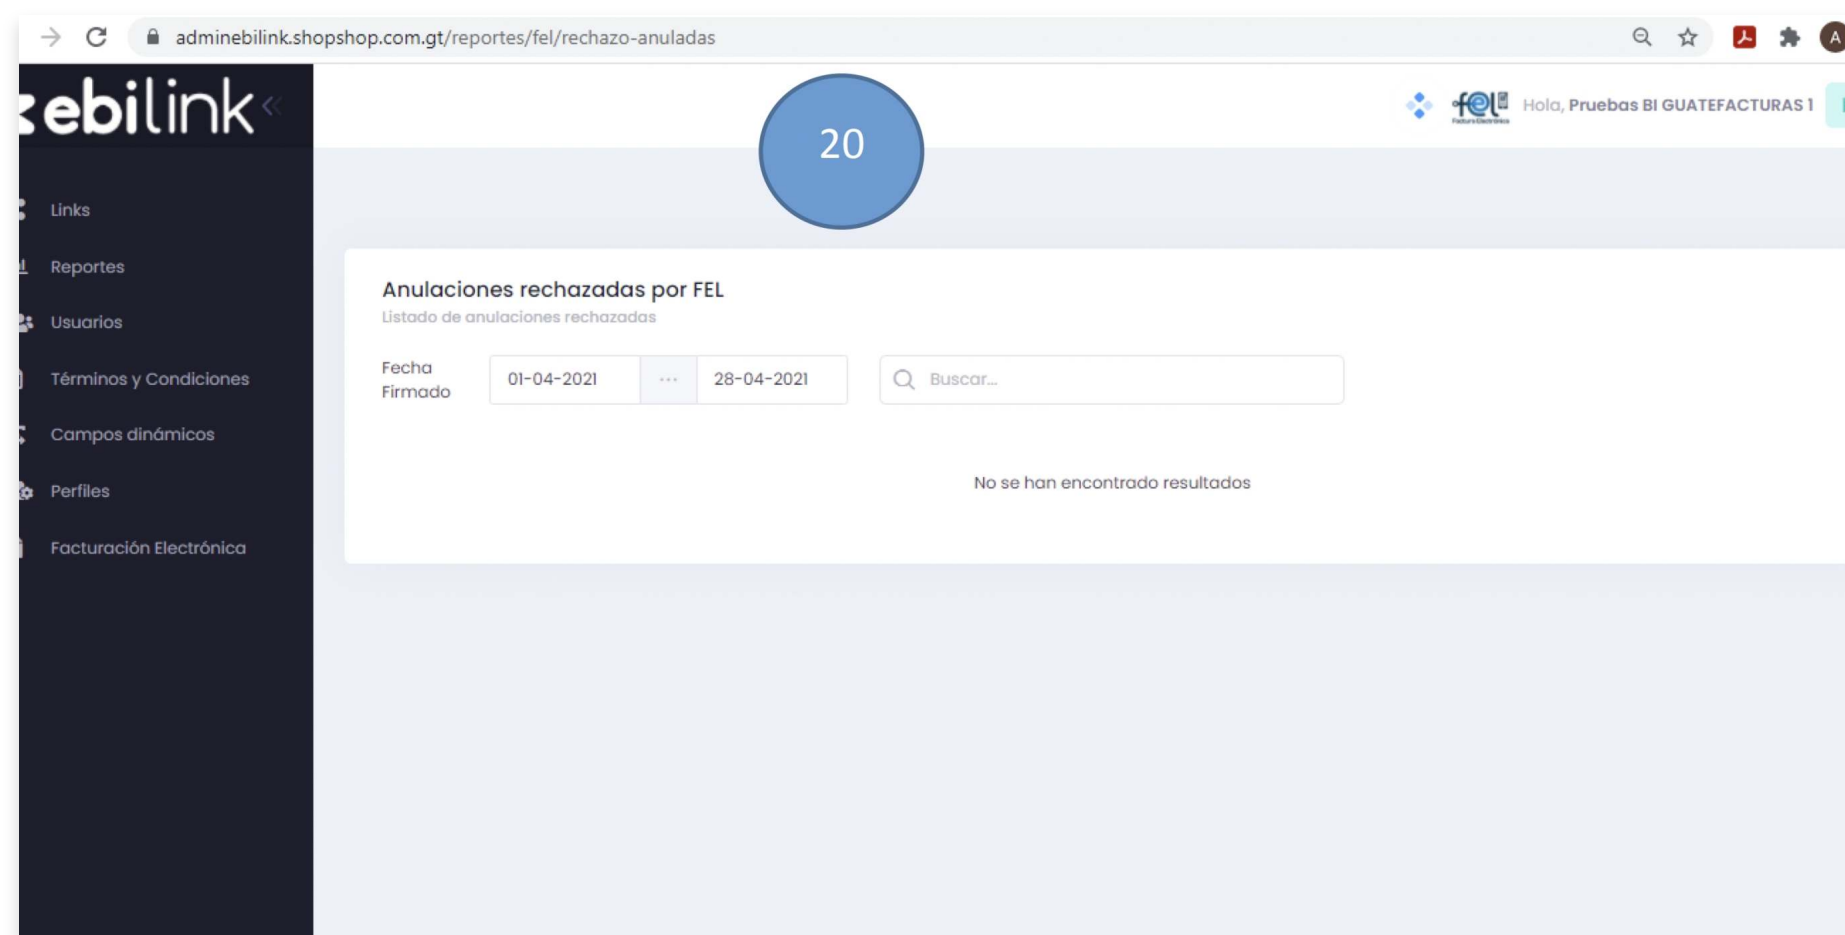 adminebilink.shopshop.com.gt/reportes/fel/rechazo-anuladas
A
ebilink
20
fel
Hola, Pruebas BI GUATEFACTURAS 1
Links
Reportes
Usuarios
Términos y Condiciones
Campos dinámicos
Perfiles
Facturación Electrónica
Anulaciones rechazadas por FEL
Listado de anulaciones rechazadas
Fecha
Firmado
01-04-2021
...
28-04-2021
Buscar...
No se han encontrado resultados